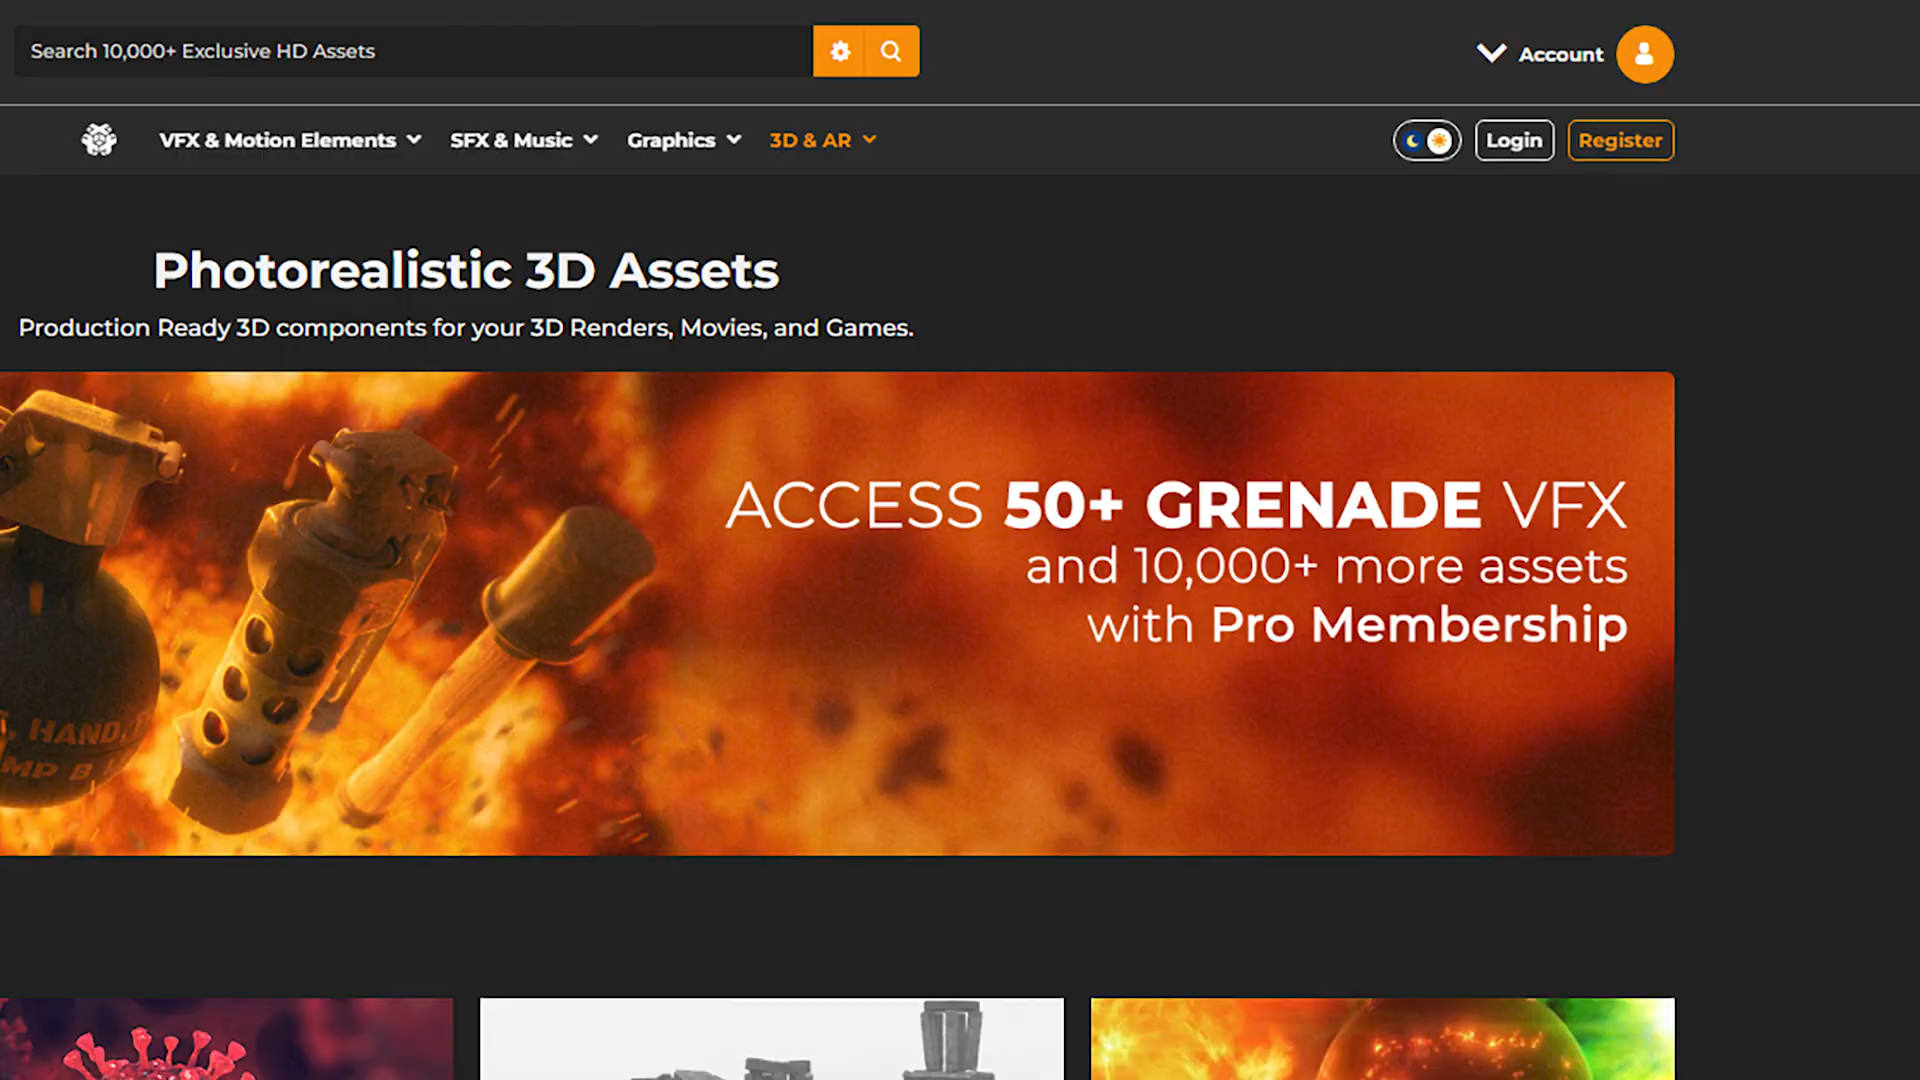 Search 10,000+ Exclusive HD Assets
Account
VFX & Motion Elements
SFX & Music
Graphics
3D & AR
Login
Register
Photorealistic 3D Assets
Production Ready 3D components for your 3D Renders, Movies, and Games.
ACCESS 50+ GRENADE VFX
and 10,000+ more assets
with Pro Membership
HAND,
MP B